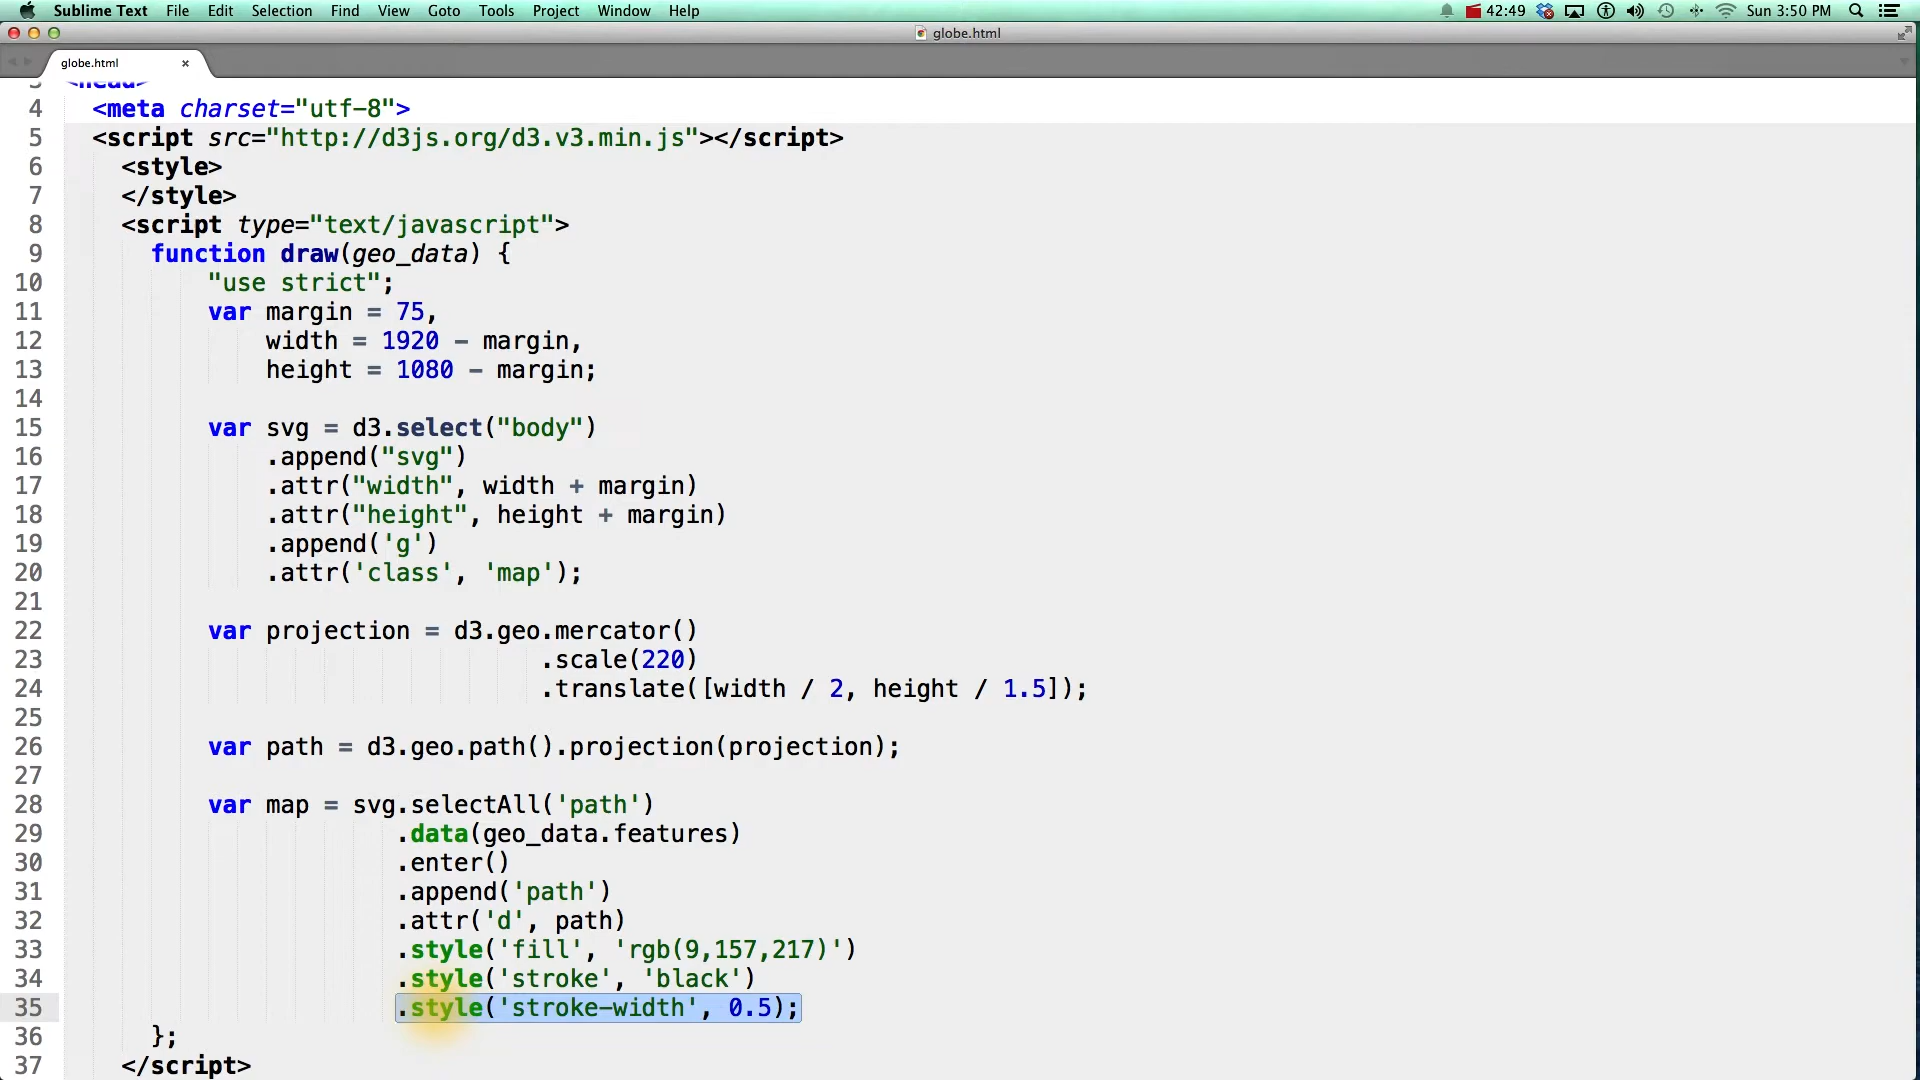 Sublime Text File Edit Selection Find View Goto Tools Project Window Help 42:49 Sun 3:50 PM
globe.html
globe.html ×
3 <head>
4 <meta charset="utf-8">
5 <script src="http://d3js.org/d3.v3.min.js"></script>
6 <style>
7 </style>
8 <script type="text/javascript">
9 function draw(geo_data) {
10 "use strict";
11 var margin = 75,
12 width = 1920 - margin,
13 height = 1080 - margin;
14
15 var svg = d3.select("body")
16 .append("svg")
17 .attr("width", width + margin)
18 .attr("height", height + margin)
19 .append('g')
20 .attr('class', 'map');
21
22 var projection = d3.geo.mercator()
23 .scale(220)
24 .translate([width / 2, height / 1.5]);
25
26 var path = d3.geo.path().projection(projection);
27
28 var map = svg.selectAll('path')
29 .data(geo_data.features)
30 .enter()
31 .append('path')
32 .attr('d', path)
33 .style('fill', 'rgb(9,157,217)')
34 .style('stroke', 'black')
35 .style('stroke-width', 0.5);
36 };
37 </script>